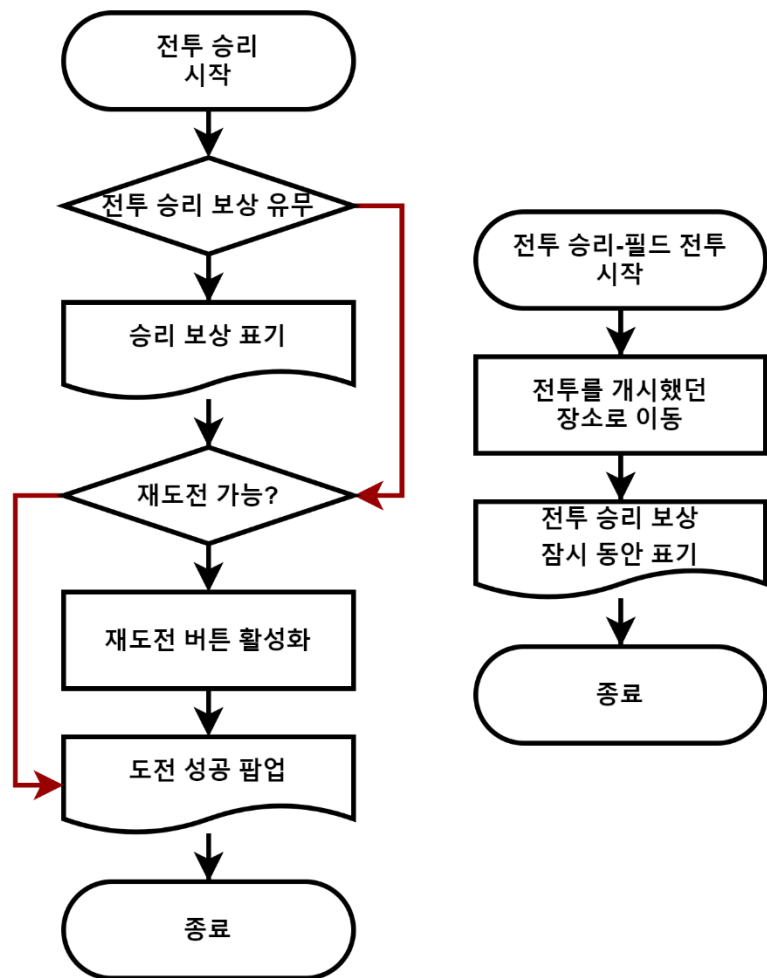 전투 승리
시작
전투 승리 보상 유무
승리 보상 표기
재도전 가능?
재도전 버튼 활성화
도전 성공 팝업
종료
전투 승리-필드 전투
시작
전투를 개시했던
장소로 이동
전투 승리 보상
잠시 동안 표기
종료